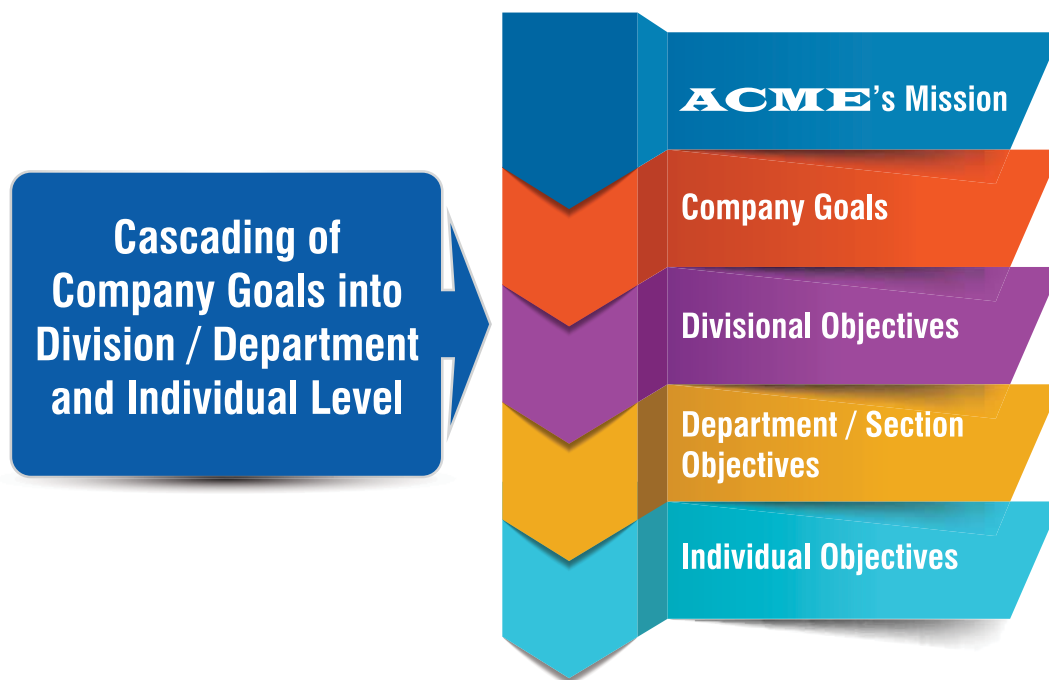 Cascading of
Company Goals into
Division / Department
and Individual Level
ACME's Mission
Company Goals
Divisional Objectives
Department / Section
Objectives
Individual Objectives